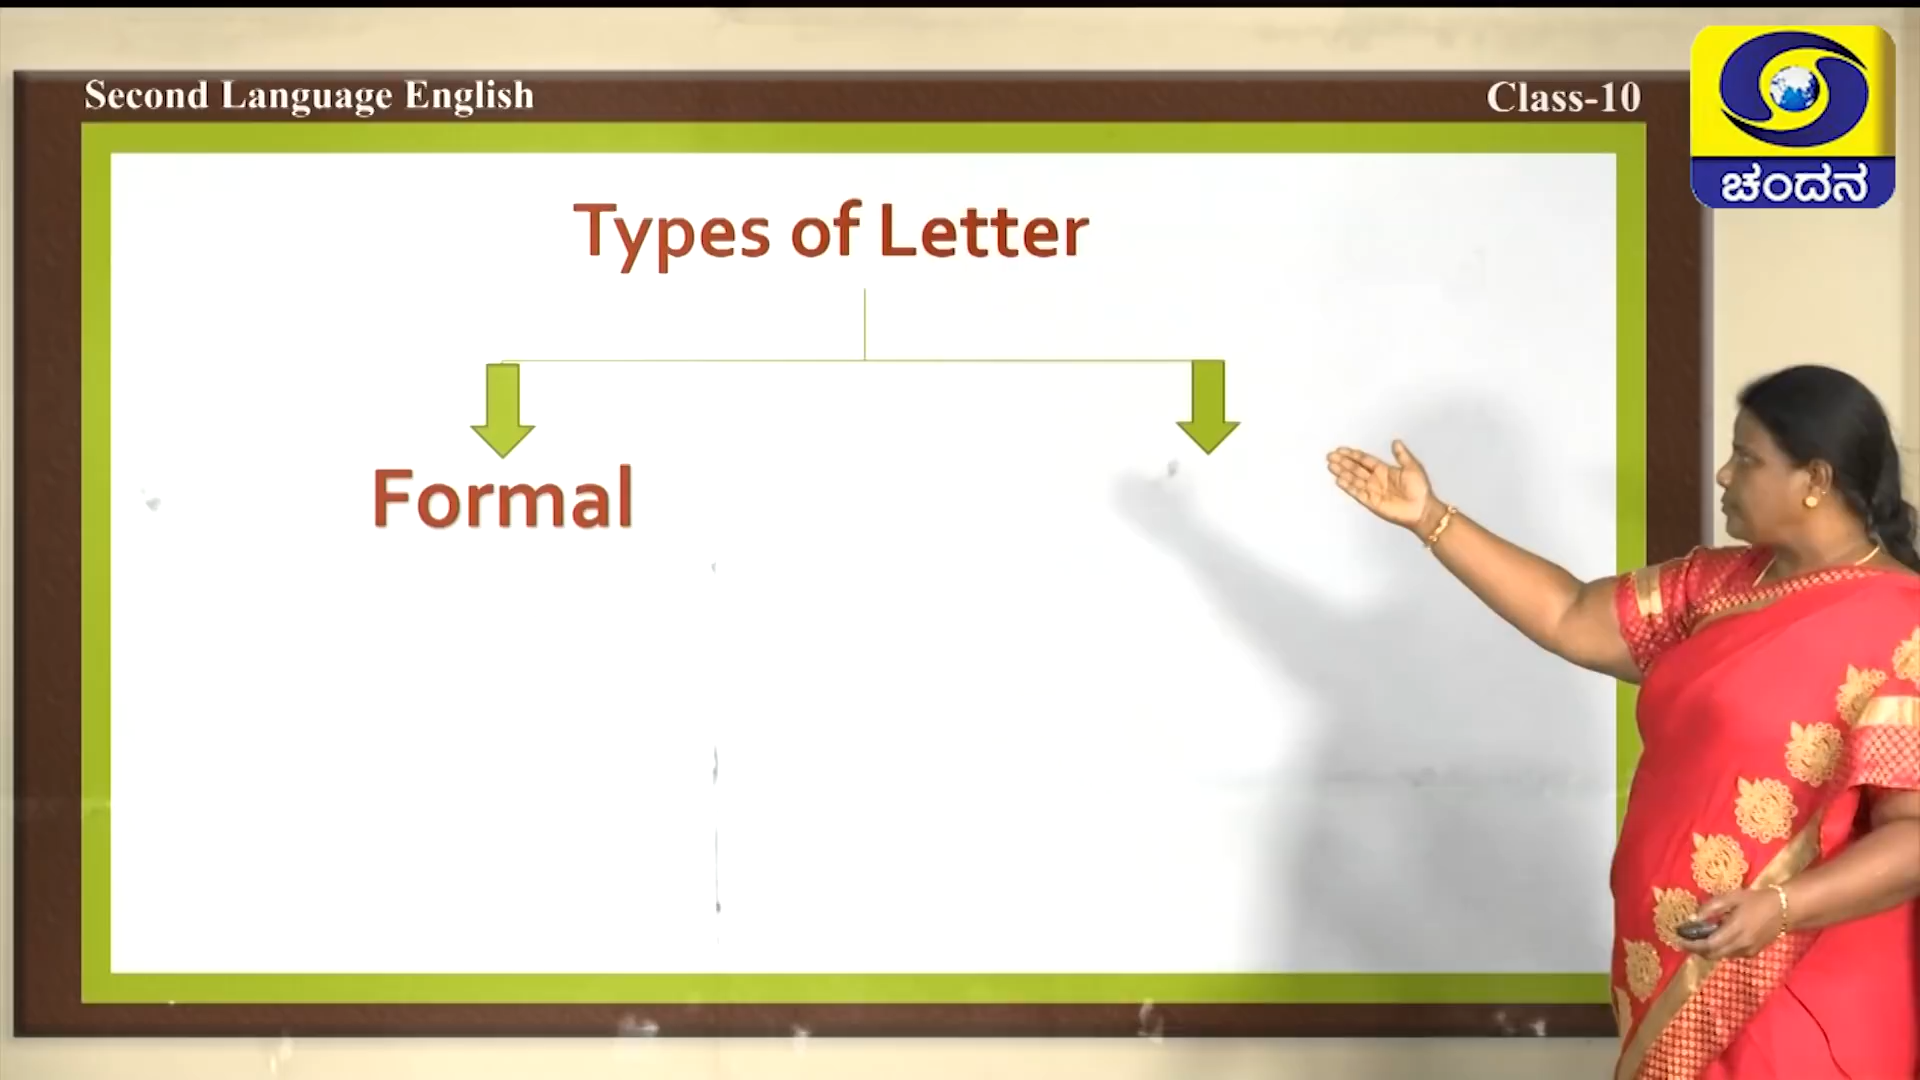 Second Language English
Class-10
ಚಂದನ
Types of Letter
Formal